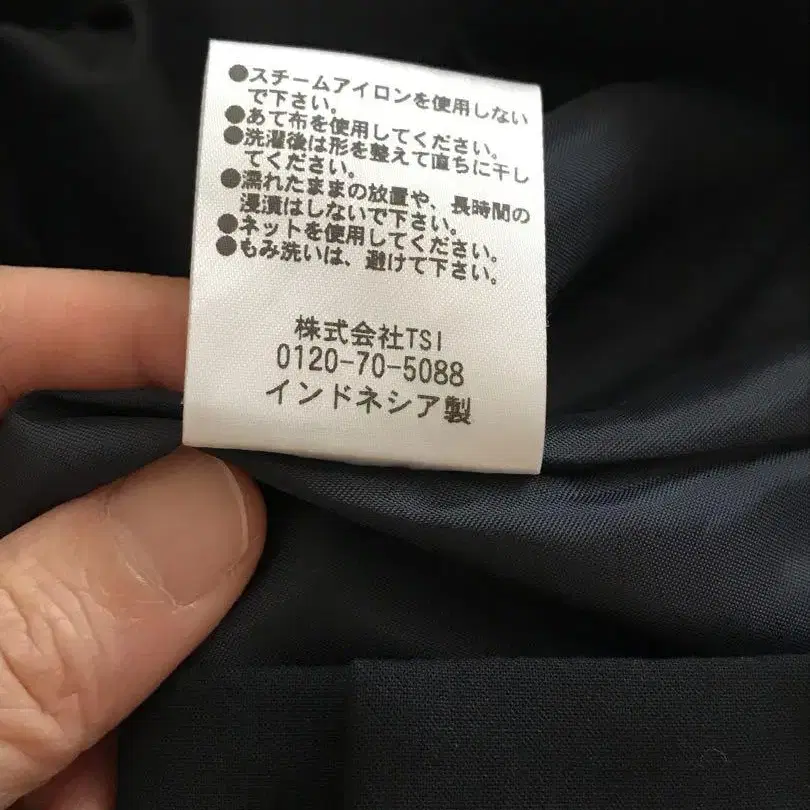 ●スチームアイロンを使用しない
で下さい。
●あて布を使用してください。
●洗濯後は形を整えて直ちに干し
てください。
●濡れたままの放置や、長時間の
浸漬はしないで下さい。
●ネットを使用してください。
●もみ洗いは、避けて下さい。
株式会社TSI
0120-70-5088
インドネシア製